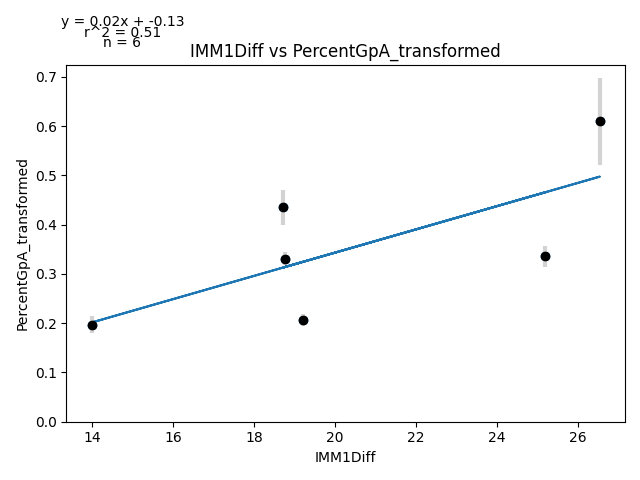 y = 0.02x + -0.13
r^2 = 0.51
n = 6
IMM1Diff vs PercentGpA_transformed
PercentGpA_transformed
0.7
0.6
0.5
0.4
0.3
0.2
0.1
0.0
14 16 18 20 22 24 26
IMM1Diff